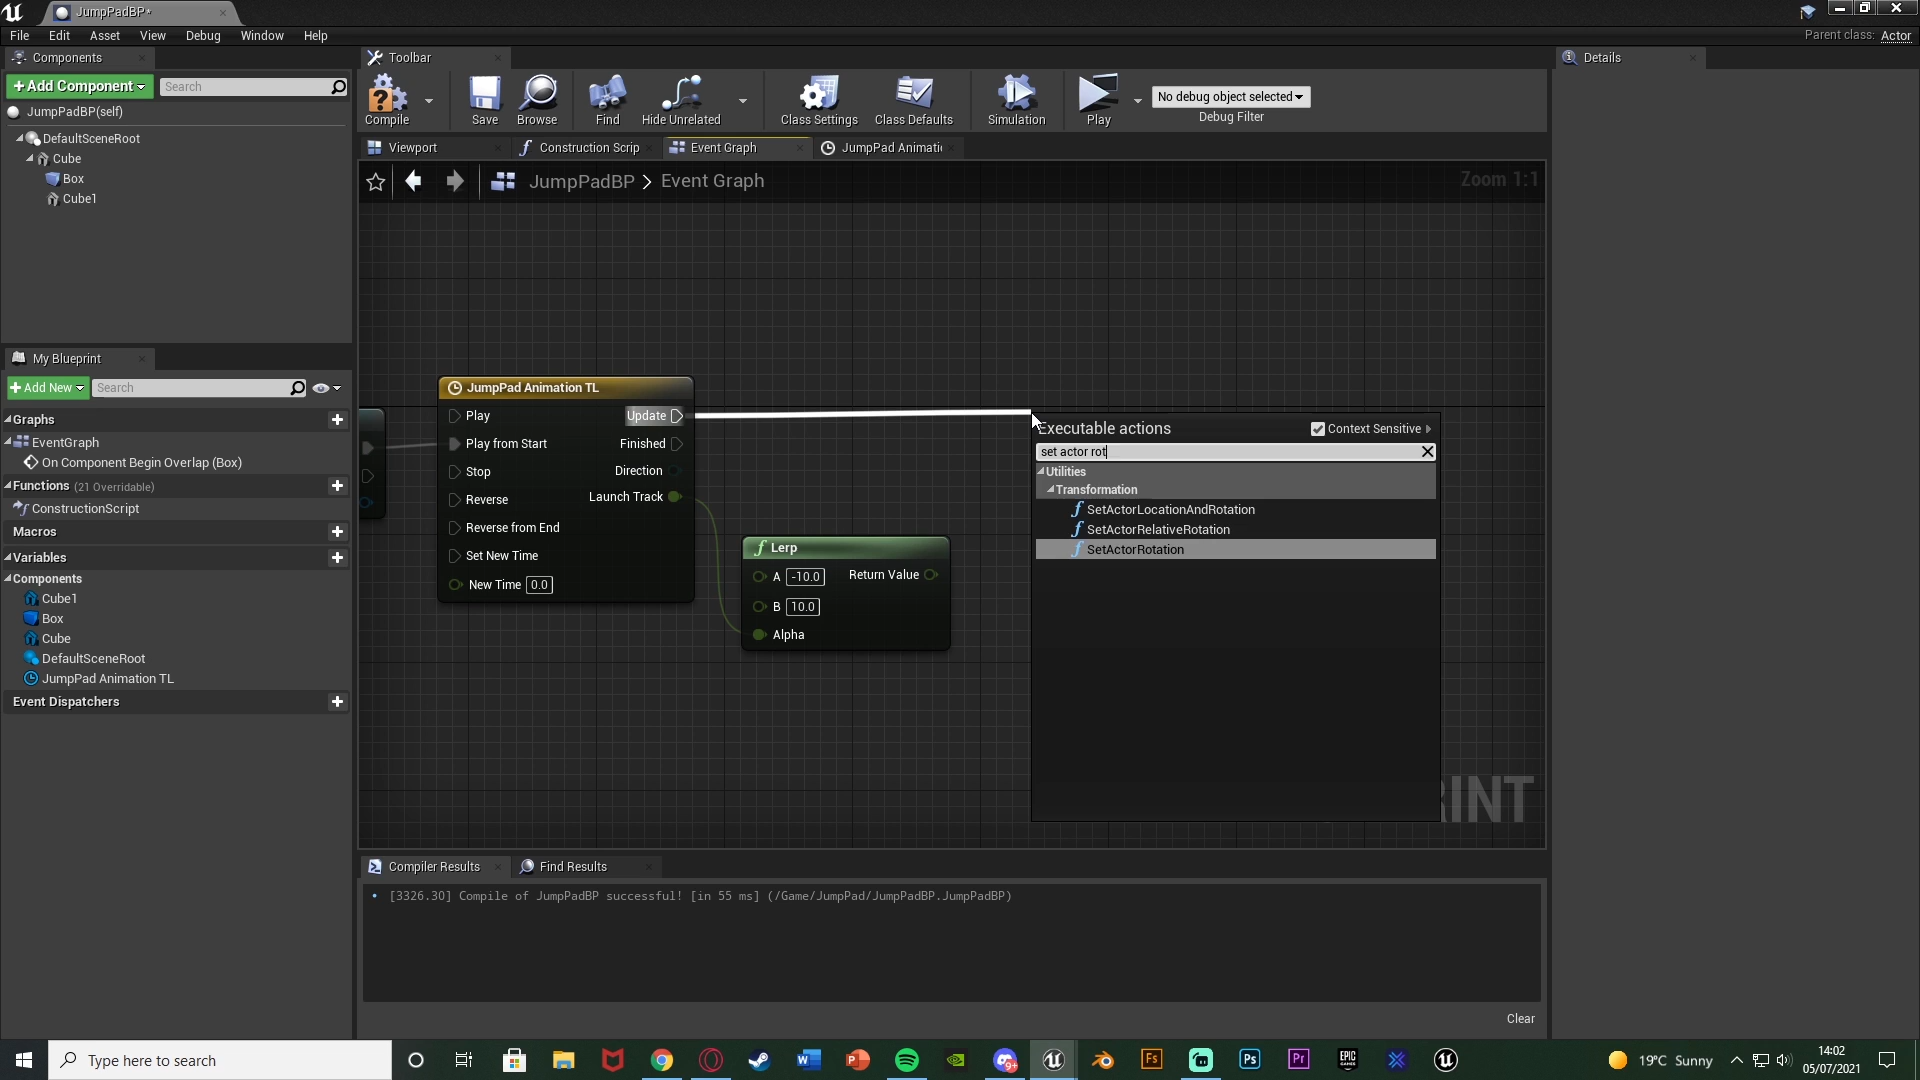 JumpPadBP*
File Edit Asset View Debug Window Help
Parent class: Actor
Components
+Add Component
Search
JumpPadBP(self)
DefaultSceneRoot
Cube
Box
Cube1
My Blueprint
+Add New
Search
Graphs
EventGraph
On Component Begin Overlap (Box)
Functions (21 Overridable)
ConstructionScript
Macros
Variables
Components
Cube1
Box
Cube
DefaultSceneRoot
JumpPad Animation TL
Event Dispatchers
Toolbar
Compile
Save
Browse
Find
Hide Unrelated
Class Settings
Class Defaults
Simulation
Play
No debug object selected
Debug Filter
Viewport
Construction Scrip
Event Graph
JumpPad Animati
JumpPadBP > Event Graph
Zoom 1:1
JumpPad Animation TL
Play
Update
Play from Start
Finished
Stop
Direction
Reverse
Launch Track
Reverse from End
Set New Time
New Time 0.0
Lerp
A -10.0
Return Value
B 10.0
Alpha
Executable actions
Context Sensitive
set actor rot
Utilities
Transformation
SetActorLocationAndRotation
SetActorRelativeRotation
SetActorRotation
RINT
Compiler Results
Find Results
[3326.30] Compile of JumpPadBP successful! [in 55 ms] (/Game/JumpPad/JumpPadBP.JumpPadBP)
Clear
Details
Type here to search
19°C Sunny
14:02
05/07/2021